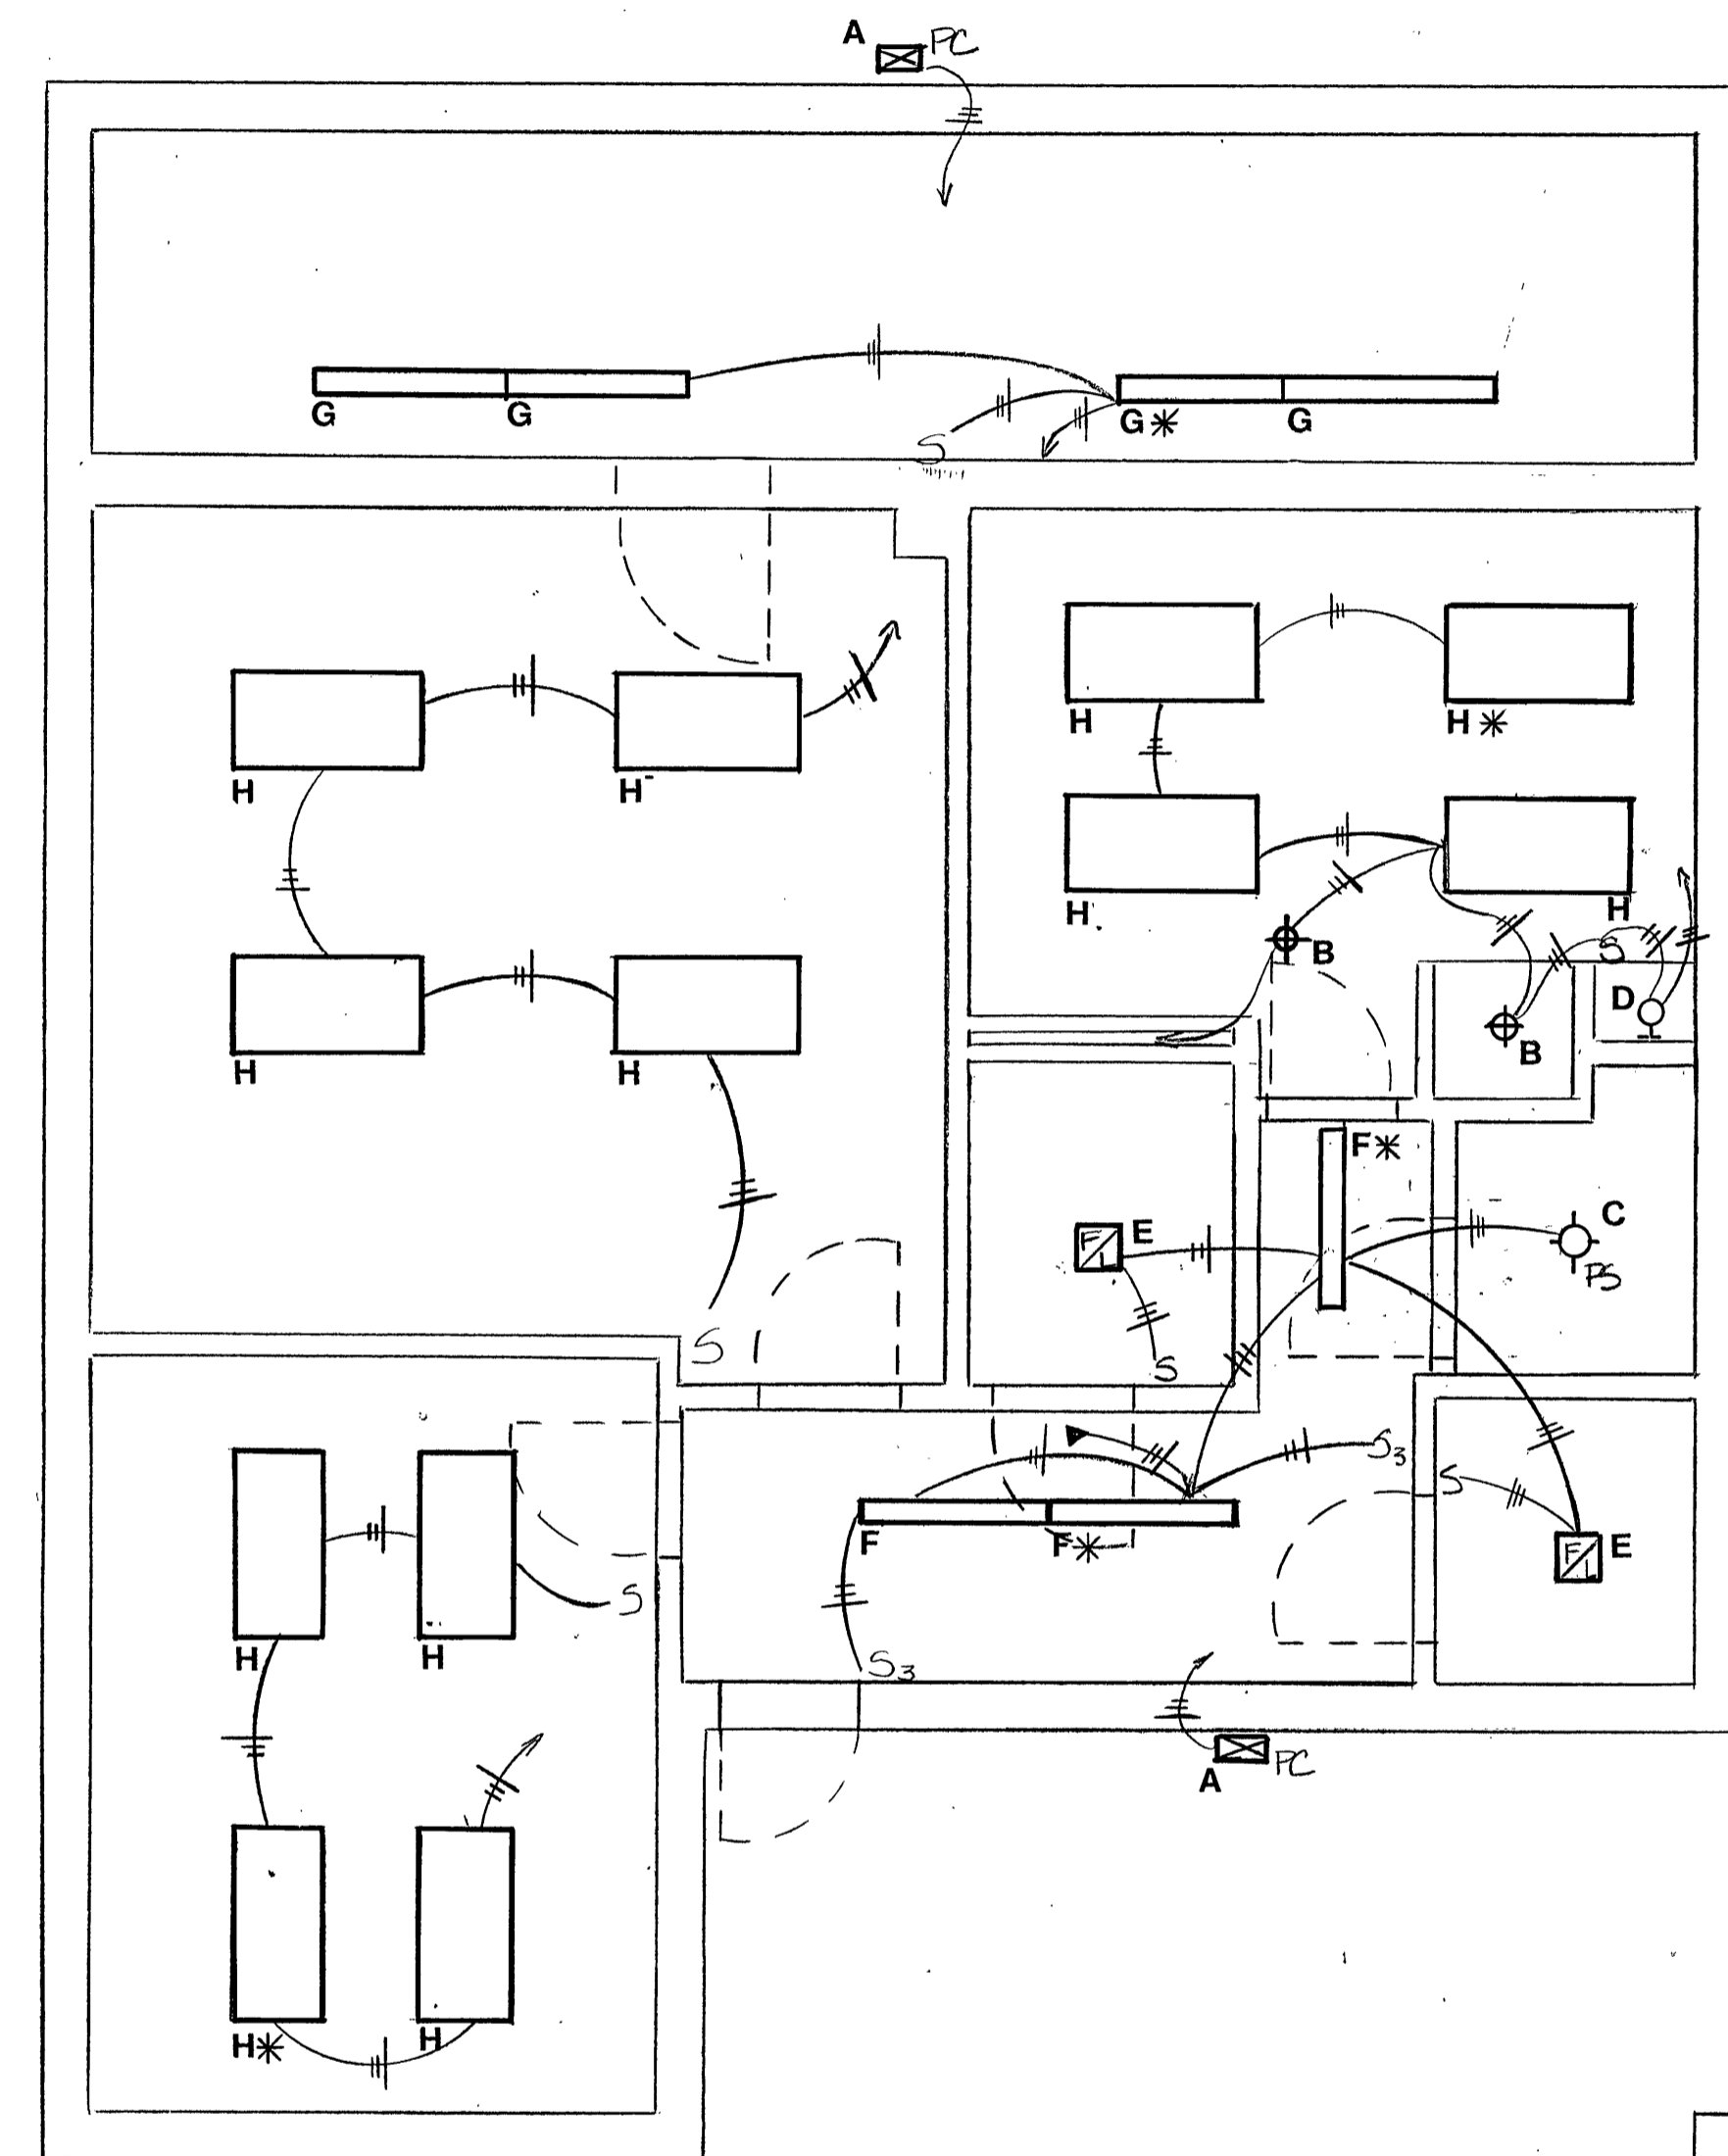 A PC
G G S G✳ G
H H H H✳
H H H. H
B S D B
F✳
E C
PS
S S
S3 S
F F✳ E
S
H H S3
A PC
H✳ H